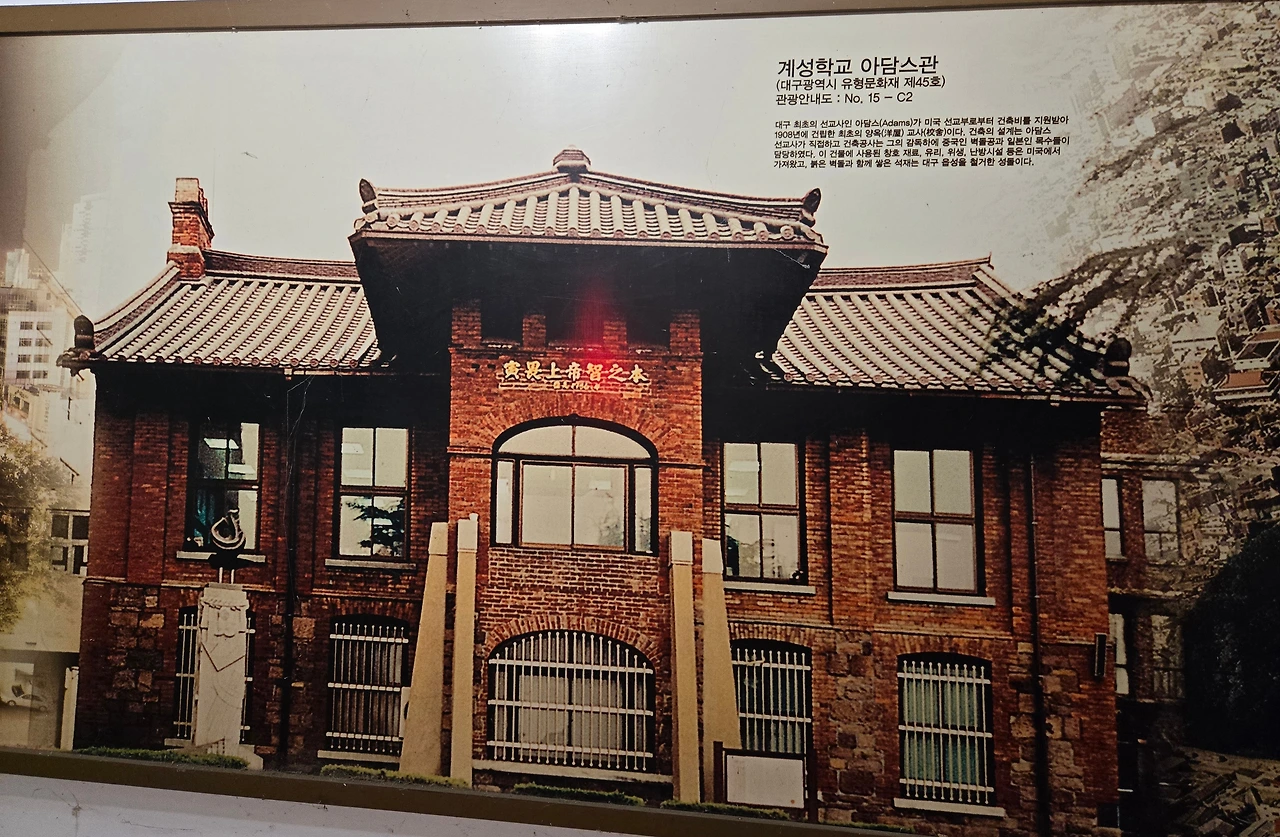 계성학교 아담스관
(대구광역시 유형문화재 제45호)
관광안내도 : No, 15 - C2
대구 최초의 선교사인 아담스(Adams)가 미국 선교부로부터 건축비를 지원받아
1908년에 건립한 최초의 양옥(洋屋) 교사(校舍)이다. 건축의 설계는 아담스
선교사가 직접하고 건축공사는 그의 감독하에 중국인 벽돌공과 일본인 목수들이
담당하였다. 이 건물에 사용된 창호 재료, 유리, 위생, 난방시설 등은 미국에서
가져왔고, 붉은 벽돌과 함께 쌓은 석재는 대구 읍성을 철거한 성돌이다.
寅畏上帝智之本